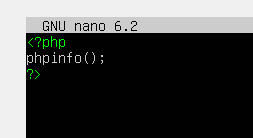 GNU nano 6.2
<?php
phpinfo();
?>